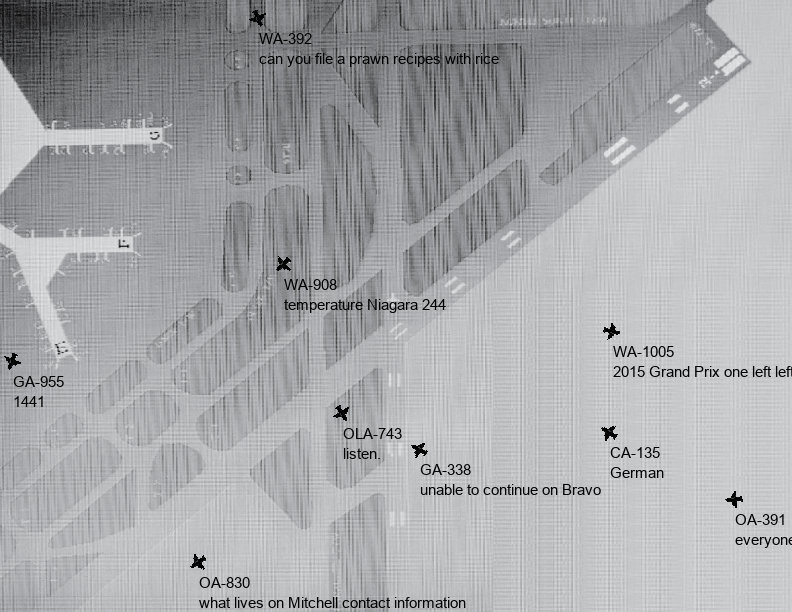 WA-392
can you file a prawn recipes with rice
G
F
WA-908
temperature Niagara 244
E
WA-1005
2015 Grand Prix one left left
GA-955
1441
OLA-743
listen.
GA-338
unable to continue on Bravo
CA-135
German
OA-391
everyone
OA-830
what lives on Mitchell contact information